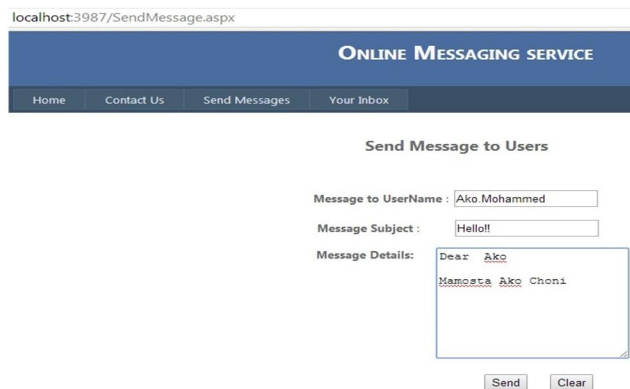 localhost:3987/SendMessage.aspx
ONLINE MESSAGING SERVICE
Home Contact Us Send Messages Your Inbox
Send Message to Users
Message to UserName : Ako.Mohammed
Message Subject : Hello!!
Message Details: Dear Ako
Mamosta Ako Choni
Send Clear